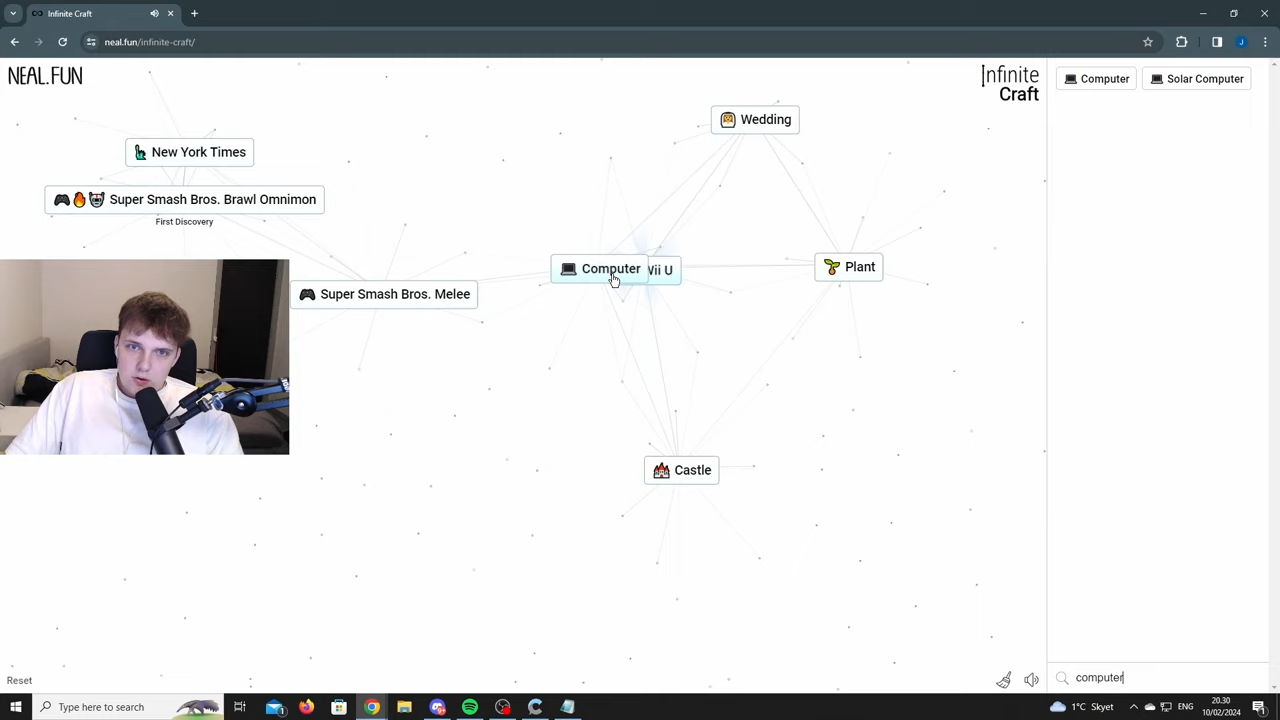 Infinite Craft
neal.fun/infinite-craft/
NEAL.FUN
Infinite
Craft
Computer
Solar Computer
Wedding
New York Times
Super Smash Bros. Brawl Omnimon
First Discovery
Computer
Wii U
Plant
Super Smash Bros. Melee
Castle
Reset
computer
Type here to search
1
1°C Skyet
ENG
20.30
10/02/2024